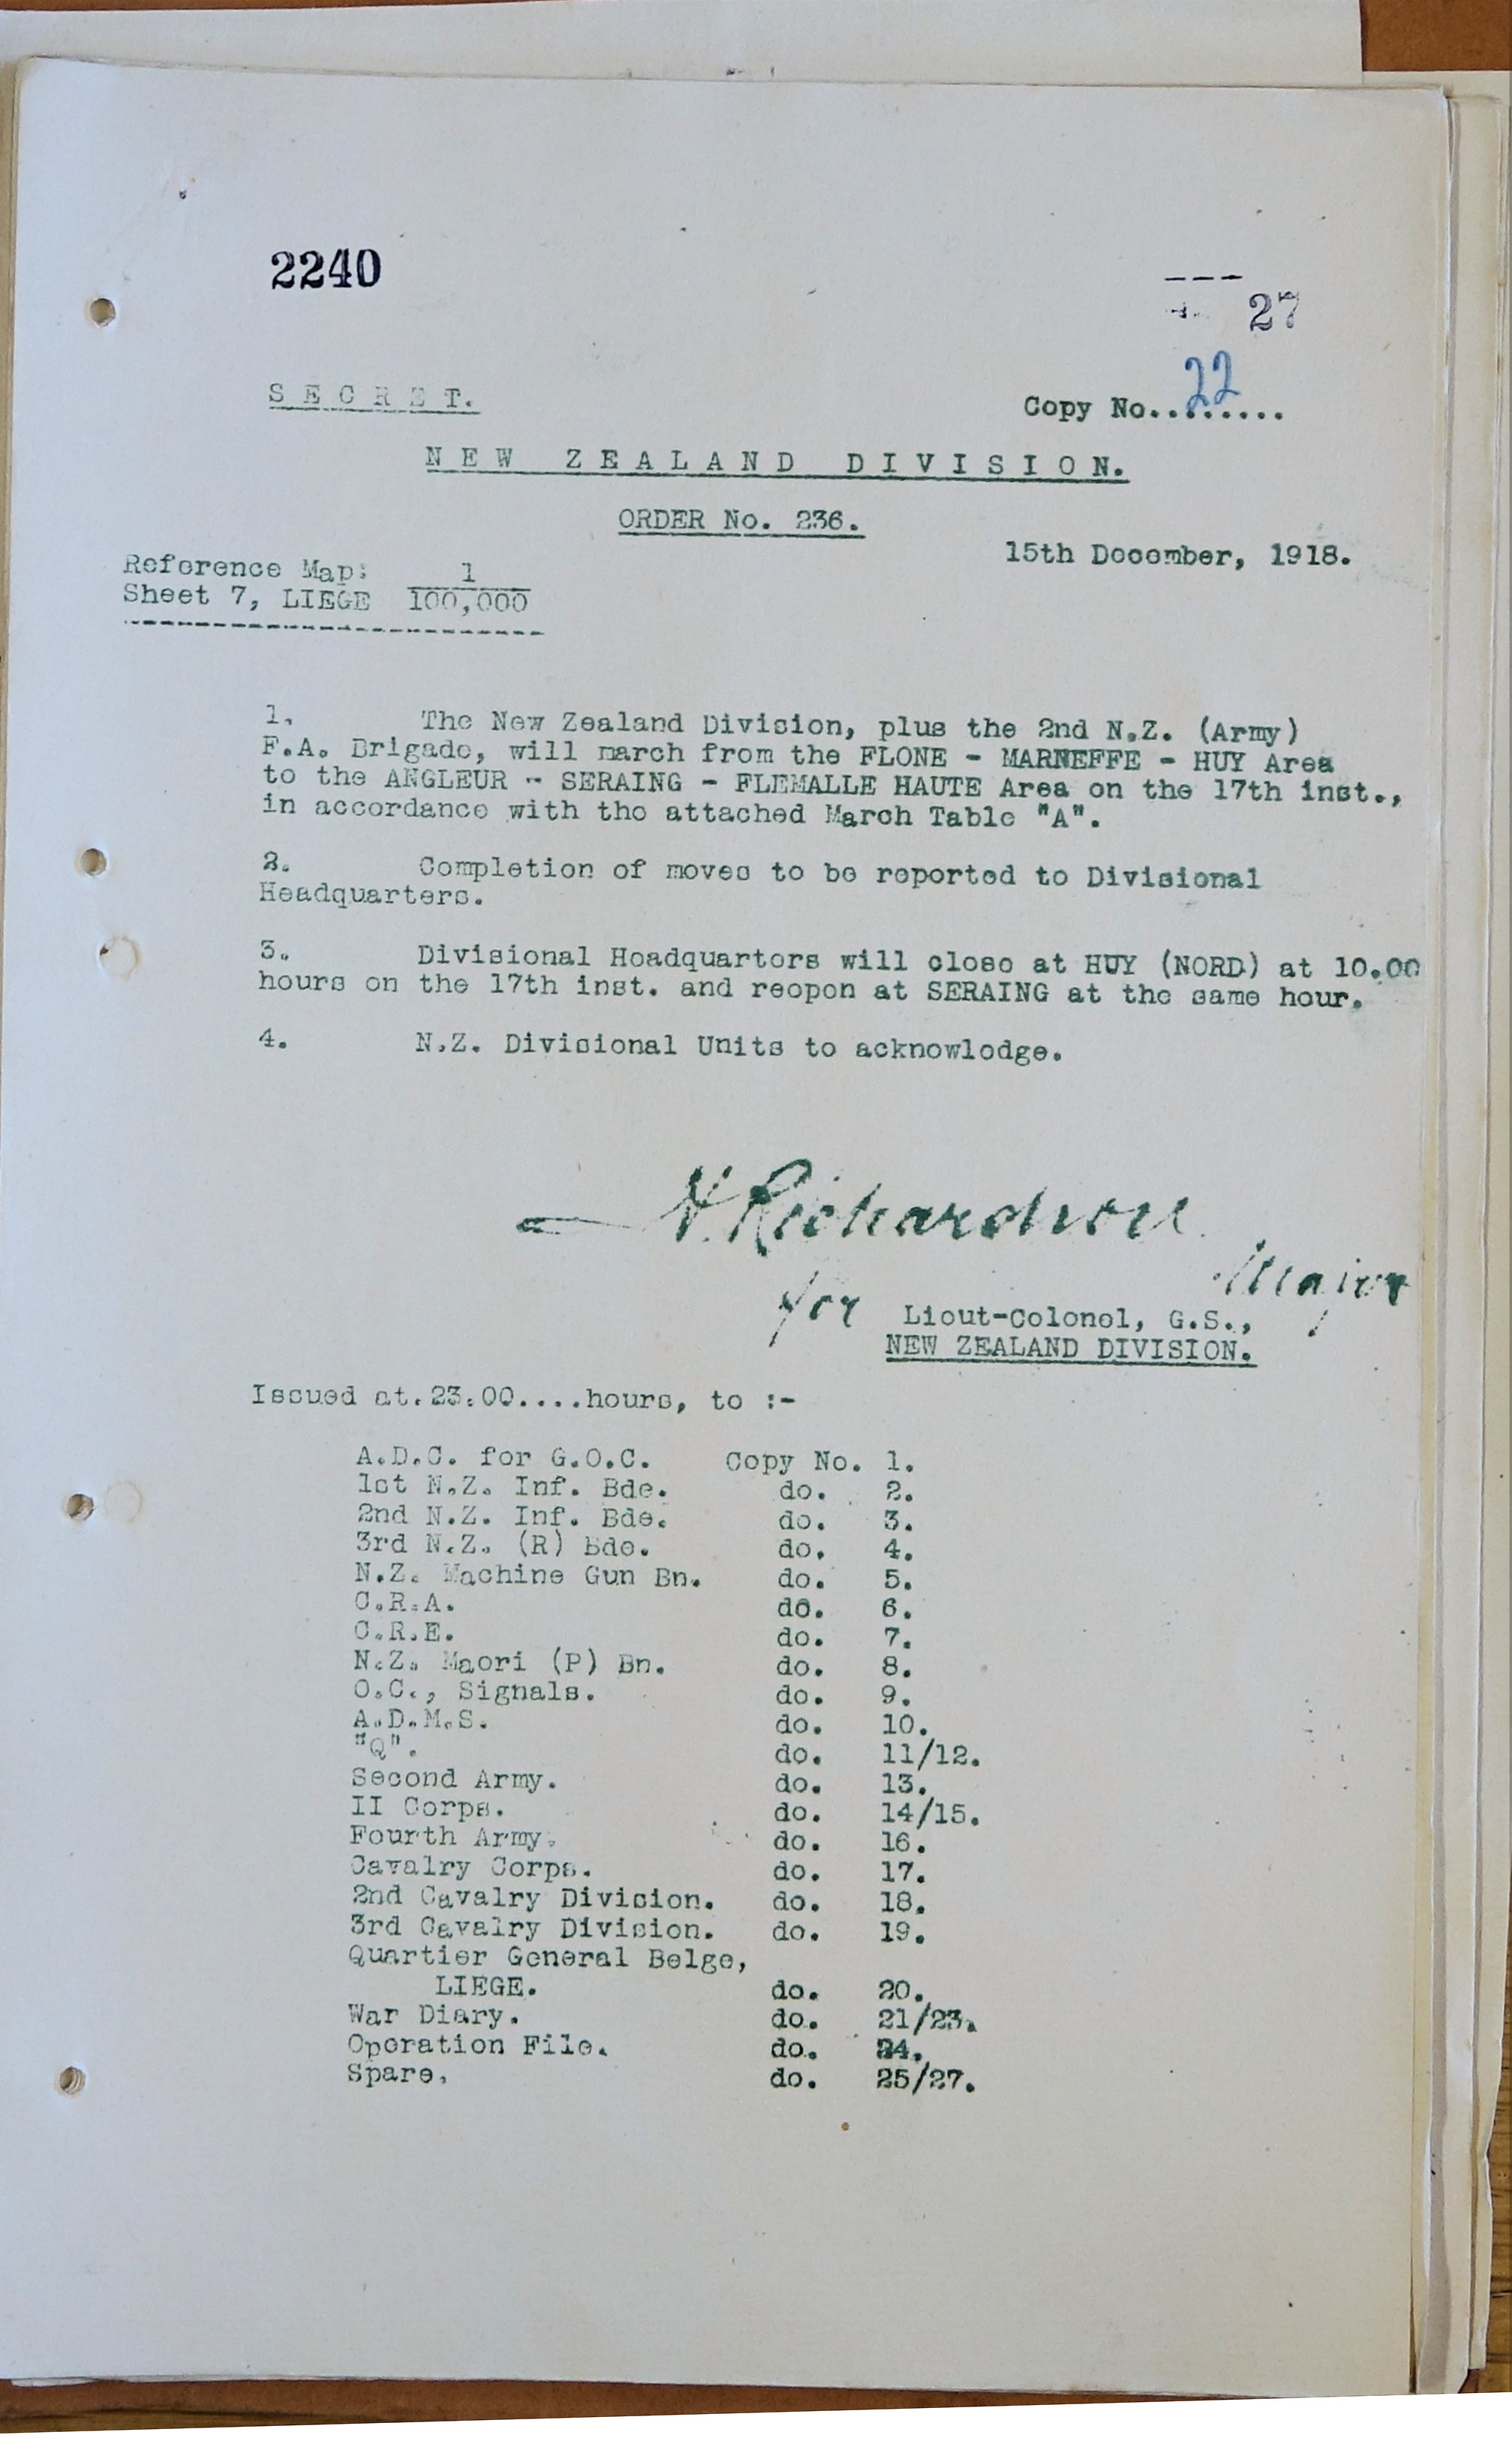 2240
27
22
S E C R E T.
Copy No.........
N E W  Z E A L A N D  D I V I S I O N.
ORDER No. 236.
15th December, 1918.
Reference Map:   1
Sheet 7, LIEGE 100,000
1. The New Zealand Division, plus the 2nd N.Z. (Army)
F.A. Brigade, will march from the FLONE - MARNEFFE - HUY Area
to the ANGLEUR - SERAING - FLEMALLE HAUTE Area on the 17th inst.,
in accordance with the attached March Table "A".
2. Completion of moves to be reported to Divisional
Headquarters.
3. Divisional Headquarters will close at HUY (NORD) at 10.00
hours on the 17th inst. and reopen at SERAING at the same hour.
4. N.Z. Divisional Units to acknowledge.
Richardson
Major
for Lieut-Colonel, G.S.,
NEW ZEALAND DIVISION.
Issued at.23.00....hours, to :-
A.D.C. for G.O.C. Copy No. 1.
1st N.Z. Inf. Bde. do. 2.
2nd N.Z. Inf. Bde. do. 3.
3rd N.Z. (R) Bde. do. 4.
N.Z. Machine Gun Bn. do. 5.
C.R.A. do. 6.
C.R.E. do. 7.
N.Z. Maori (P) Bn. do. 8.
O.C., Signals. do. 9.
A.D.M.S. do. 10.
"Q". do. 11/12.
Second Army. do. 13.
II Corps. do. 14/15.
Fourth Army. do. 16.
Cavalry Corps. do. 17.
2nd Cavalry Division. do. 18.
3rd Cavalry Division. do. 19.
Quartier General Belge,
LIEGE. do. 20.
War Diary. do. 21/23.
Operation File. do. 24.
Spare. do. 25/27.